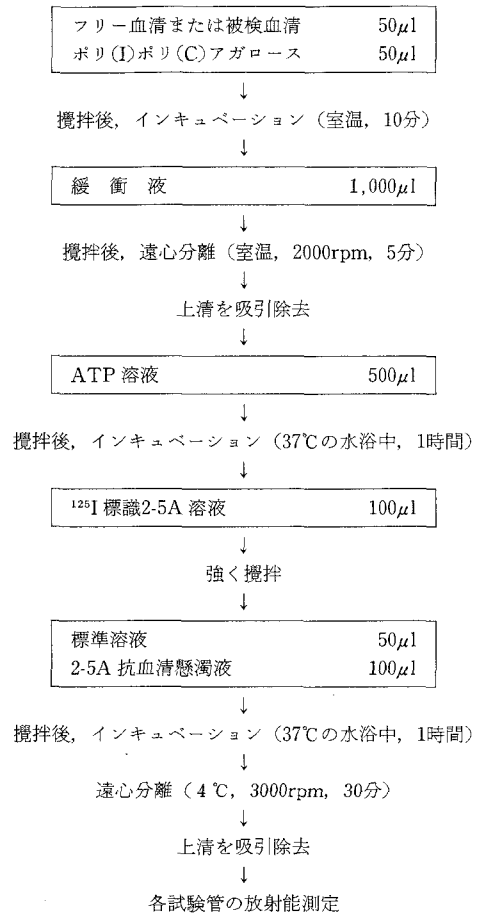 フリー血清または被検血清 50μl
ポリ(I)ポリ(C)アガロース 50μl
↓
攪拌後, インキュベーション (室温, 10分)
↓
緩衝液 1,000μl
↓
攪拌後, 遠心分離 (室温, 2000rpm, 5分)
↓
上清を吸引除去
↓
ATP 溶液 500μl
↓
攪拌後, インキュベーション (37℃の水浴中, 1時間)
↓
¹²⁵I 標識2-5A 溶液 100μl
↓
強く攪拌
↓
標準溶液 50μl
2-5A 抗血清懸濁液 100μl
↓
攪拌後, インキュベーション (37℃の水浴中, 1時間)
↓
遠心分離 (4℃, 3000rpm, 30分)
↓
上清を吸引除去
↓
各試験管の放射能測定